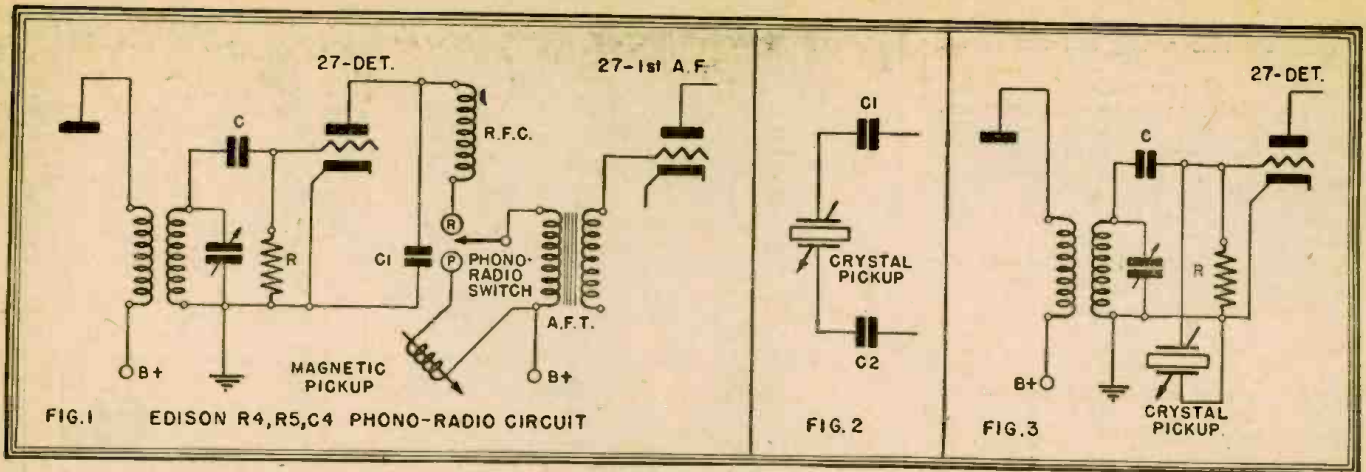 27-DET.
C
R
R.F.C.
C1
R
P
PHONO-
RADIO
SWITCH
27-1st A.F.
A.F.T.
B+
MAGNETIC
PICKUP
B+
FIG.1 EDISON R4,R5,C4 PHONO-RADIO CIRCUIT
C1
CRYSTAL
PICKUP
C2
FIG.2
27-DET.
C
R
B+
CRYSTAL
PICKUP.
FIG.3